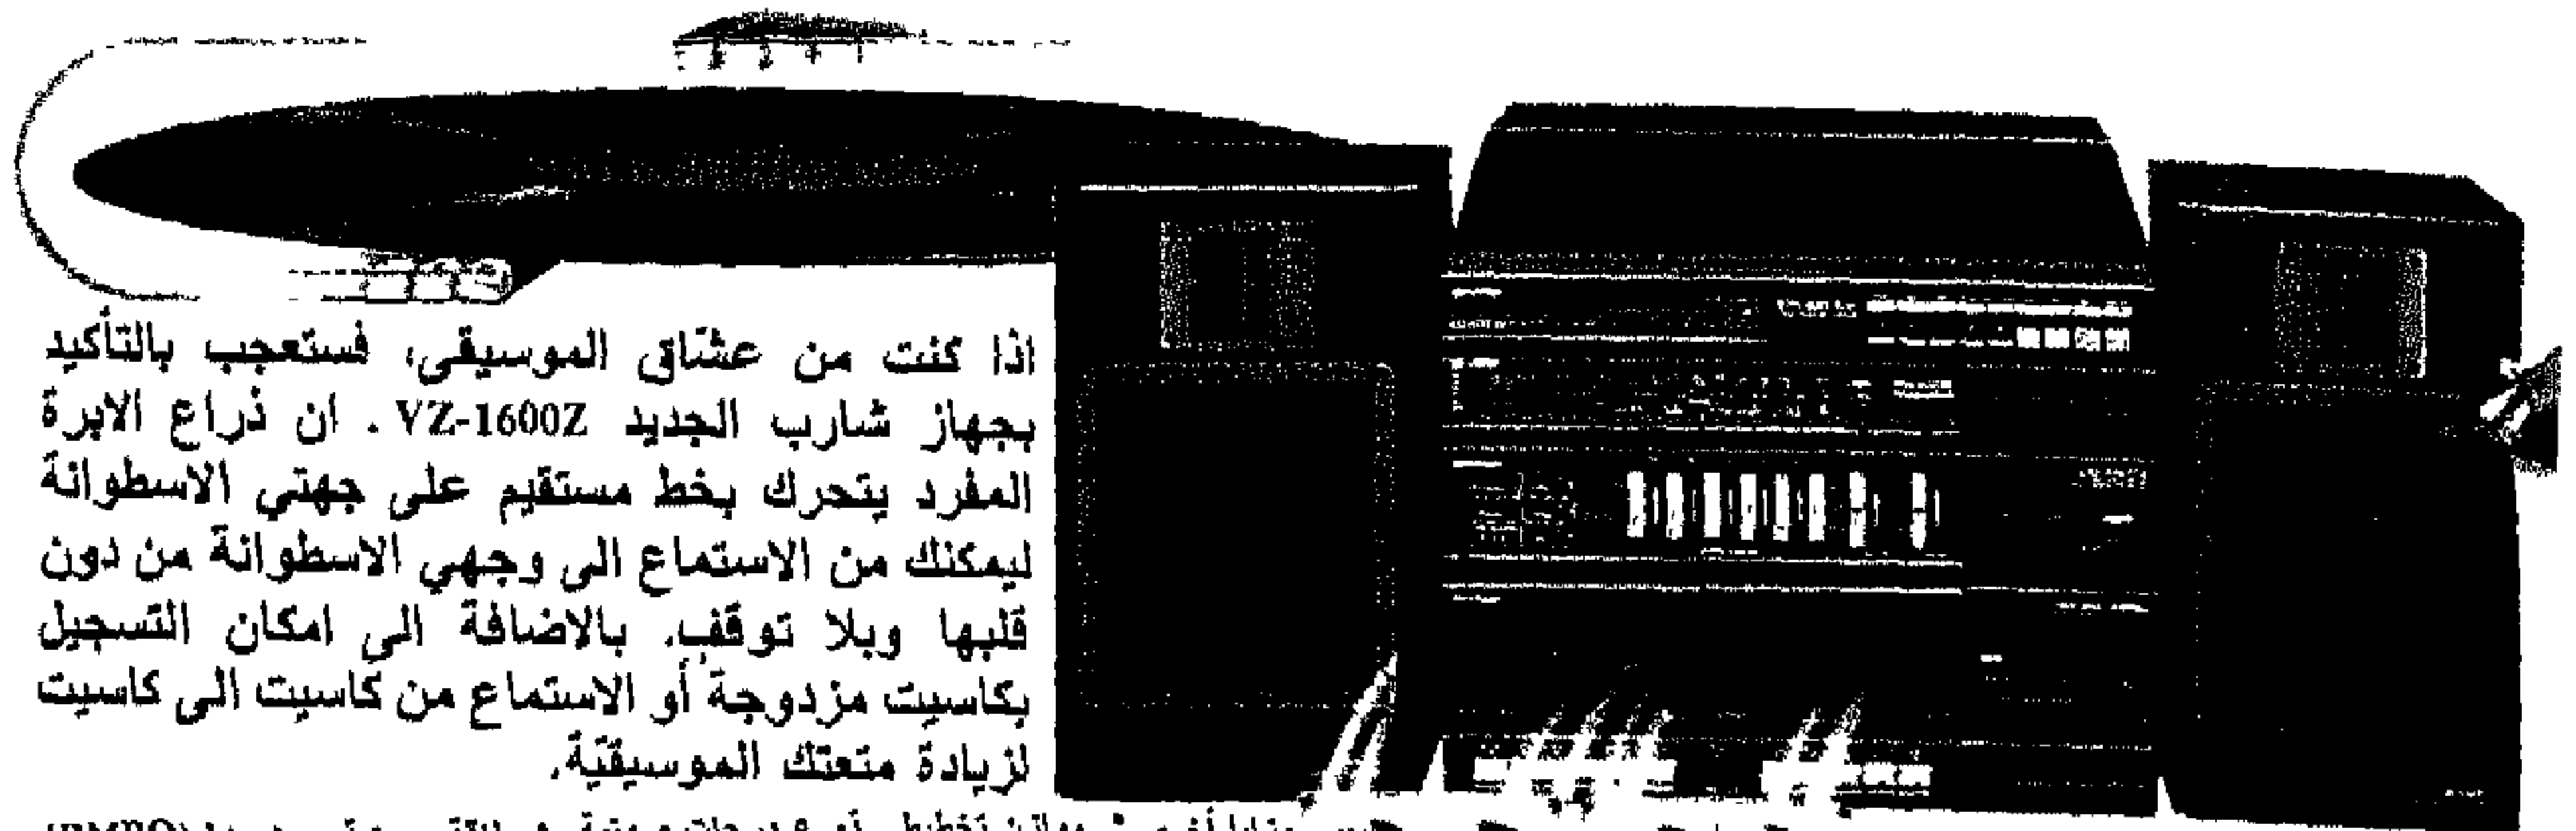 اذا كنت من عشاق الموسيقى، فستعجب بالتأكيد
بجهاز شارب الجديد VZ-1600Z . ان ذراع الابرة
المفرد يتحرك بخط مستقيم على جهتي الاسطوانة
ليمكنك من الاستماع الى وجهي الاسطوانة من دون
قلبها وبلا توقف. بالاضافة الى امكان التسجيل
بكاسيت مزدوجة أو الاستماع من كاسيت الى كاسيت
لزيادة متعتك الموسيقية.
(PMPO)